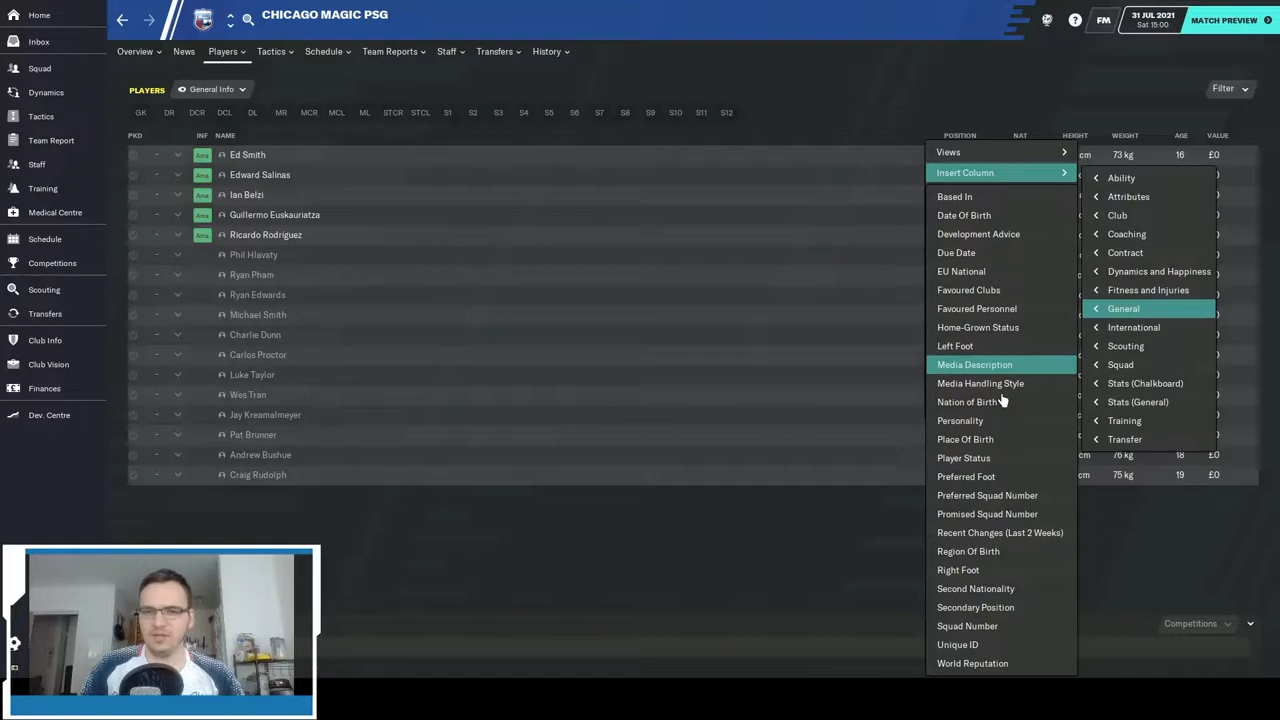 Home
CHICAGO MAGIC PSG
FM
31 JUL 2021
Sat 15:00
MATCH PREVIEW
Inbox
Squad
Dynamics
Tactics
Team Report
Staff
Training
Medical Centre
Schedule
Competitions
Scouting
Transfers
Club Info
Club Vision
Finances
Dev. Centre
Overview
News
Players
Tactics
Schedule
Team Reports
Staff
Transfers
History
PLAYERS
General Info
Filter
GK DR DCR DCL DL MR MCR MCL ML STCR STCL S1 S2 S3 S4 S5 S6 S7 S8 S9 S10 S11 S12
PKD INF NAME POSITION NAT HEIGHT WEIGHT AGE VALUE
- Ama Ed Smith cm 73 kg 16 £0
- Ama Edward Salinas
- Ama Ian Belzi
- Ama Guillermo Euskauriatza
- Ama Ricardo Rodríguez
- Phil Hlavaty
- Ryan Pham
- Ryan Edwards
- Michael Smith
- Charlie Dunn
- Carlos Proctor
- Luke Taylor
- Wes Tran
- Jay Kreamalmeyer
- Pat Brunner
- Andrew Bushue cm 76 kg 18 £0
- Craig Rudolph cm 75 kg 19 £0
Views
Insert Column
Based In
Date Of Birth
Development Advice
Due Date
EU National
Favoured Clubs
Favoured Personnel
Home-Grown Status
Left Foot
Media Description
Media Handling Style
Nation of Birth
Personality
Place Of Birth
Player Status
Preferred Foot
Preferred Squad Number
Promised Squad Number
Recent Changes (Last 2 Weeks)
Region Of Birth
Right Foot
Second Nationality
Secondary Position
Squad Number
Unique ID
World Reputation
Ability
Attributes
Club
Coaching
Contract
Dynamics and Happiness
Fitness and Injuries
General
International
Scouting
Squad
Stats (Chalkboard)
Stats (General)
Training
Transfer
Competitions